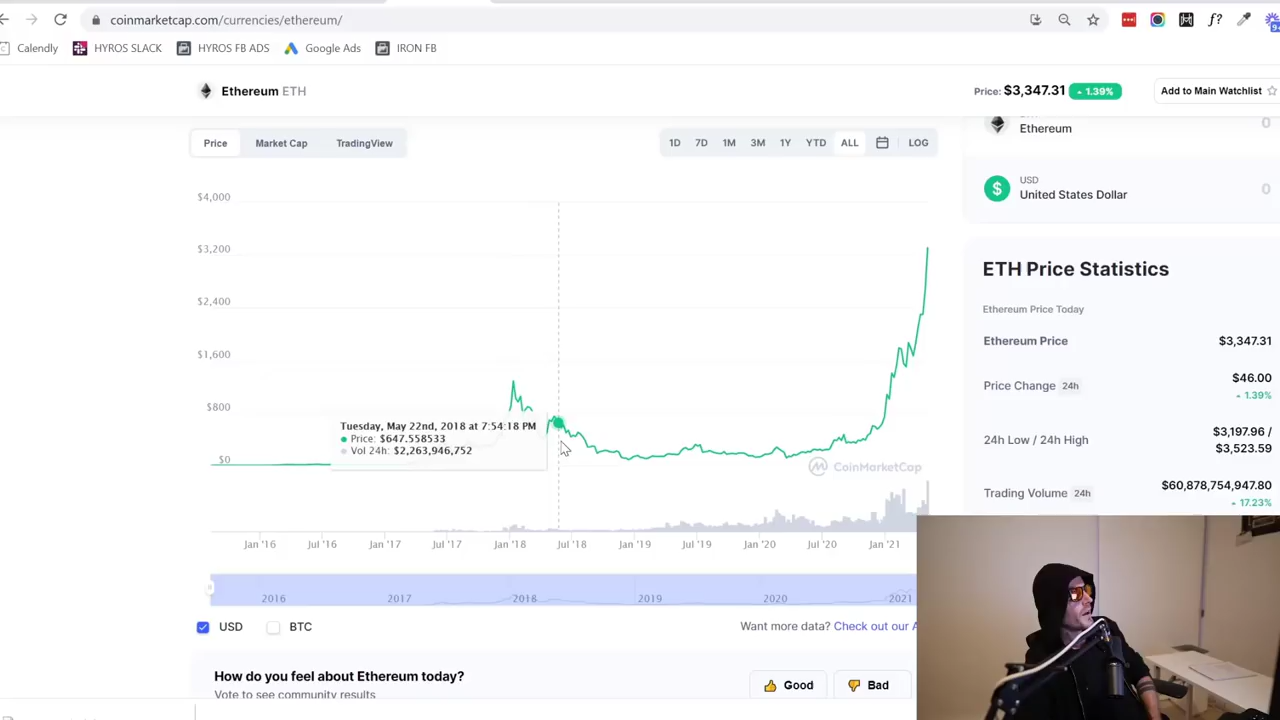 coinmarketcap.com/currencies/ethereum/
Calendly
HYROS SLACK
HYROS FB ADS
Google Ads
IRON FB
Ethereum ETH
Price: $3,347.31
1.39%
Add to Main Watchlist
Price
Market Cap
TradingView
1D
7D
1M
3M
1Y
YTD
ALL
LOG
Ethereum
0
USD
United States Dollar
0
$4,000
$3,200
$2,400
$1,600
$800
$0
Tuesday, May 22nd, 2018 at 7:54:18 PM
Price: $647.558533
Vol 24h: $2,263,946,752
CoinMarketCap
Jan '16
Jul '16
Jan '17
Jul '17
Jan '18
Jul '18
Jan '19
Jul '19
Jan '20
Jul '20
Jan '21
2016
2017
2018
2019
2020
2021
USD
BTC
Want more data? Check out our A
How do you feel about Ethereum today?
Vote to see community results
Good
Bad
ETH Price Statistics
Ethereum Price Today
Ethereum Price
$3,347.31
Price Change 24h
$46.00
1.39%
24h Low / 24h High
$3,197.96 /
$3,523.59
Trading Volume 24h
$60,878,754,947.80
17.23%